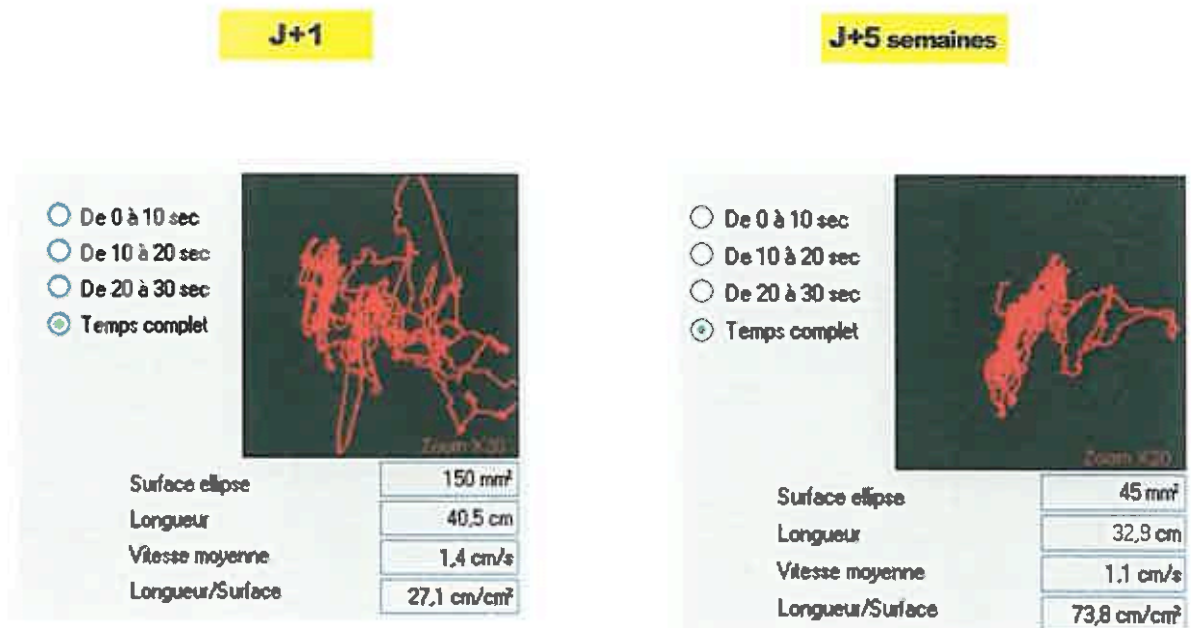 J+1
De 0 à 10 sec
De 10 à 20 sec
De 20 à 30 sec
Temps complet
Zoom X20
Surface ellipse 150 mm²
Longueur 40,5 cm
Vitesse moyenne 1,4 cm/s
Longueur/Surface 27,1 cm/cm²
J+5 semaines
De 0 à 10 sec
De 10 à 20 sec
De 20 à 30 sec
Temps complet
Zoom X20
Surface ellipse 45 mm²
Longueur 32,9 cm
Vitesse moyenne 1,1 cm/s
Longueur/Surface 73,8 cm/cm²